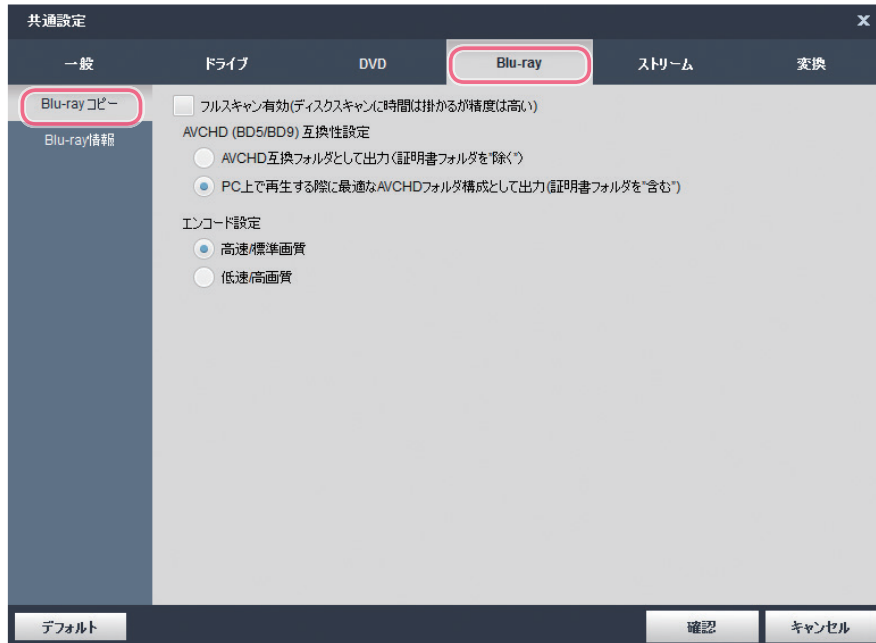 共通設定
x
一般
ドライブ
DVD
Blu-ray
ストリーム
変換
Blu-ray コピー
Blu-ray情報
フルスキャン有効(ディスクスキャンに時間は掛かるが精度は高い)
AVCHD (BD5/BD9) 互換性設定
AVCHD互換フォルダとして出力(証明書フォルダを"除く")
PC上で再生する際に最適なAVCHDフォルダ構成として出力(証明書フォルダを"含む")
エンコード設定
高速/標準画質
低速/高画質
デフォルト
確認
キャンセル